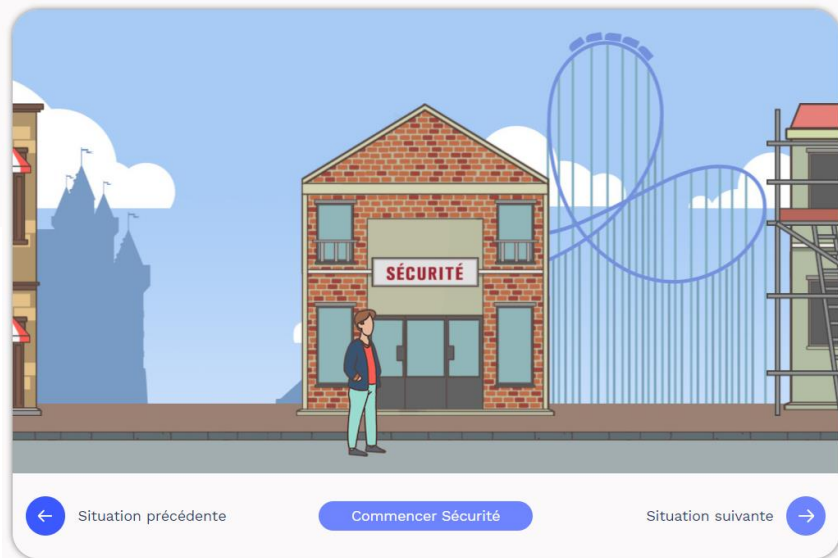 SÉCURITÉ
Situation précédente
Commencer Sécurité
Situation suivante